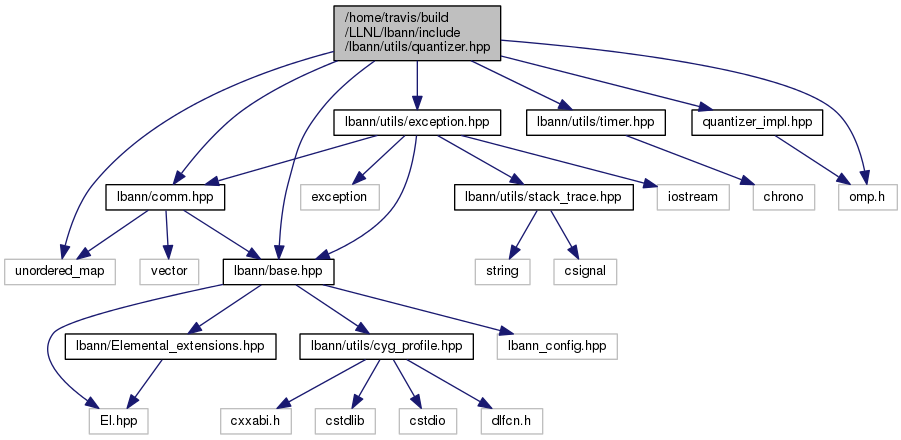 /home/travis/build
/LLNL/lbann/include
/lbann/utils/quantizer.hpp
lbann/utils/exception.hpp
lbann/utils/timer.hpp
quantizer_impl.hpp
lbann/comm.hpp
exception
lbann/utils/stack_trace.hpp
iostream
chrono
omp.h
unordered_map
vector
lbann/base.hpp
string
csignal
lbann/Elemental_extensions.hpp
lbann/utils/cyg_profile.hpp
lbann_config.hpp
El.hpp
cxxabi.h
cstdlib
cstdio
dlfcn.h